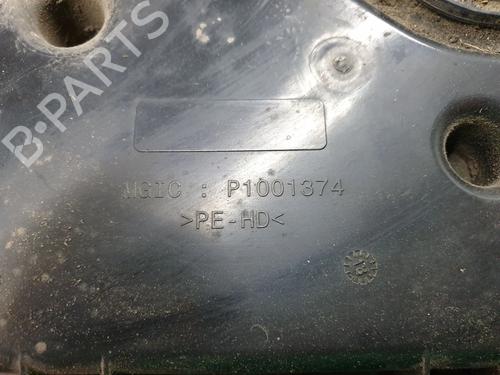 B-PARTS
MGIC : P1001374
>PE-HD<